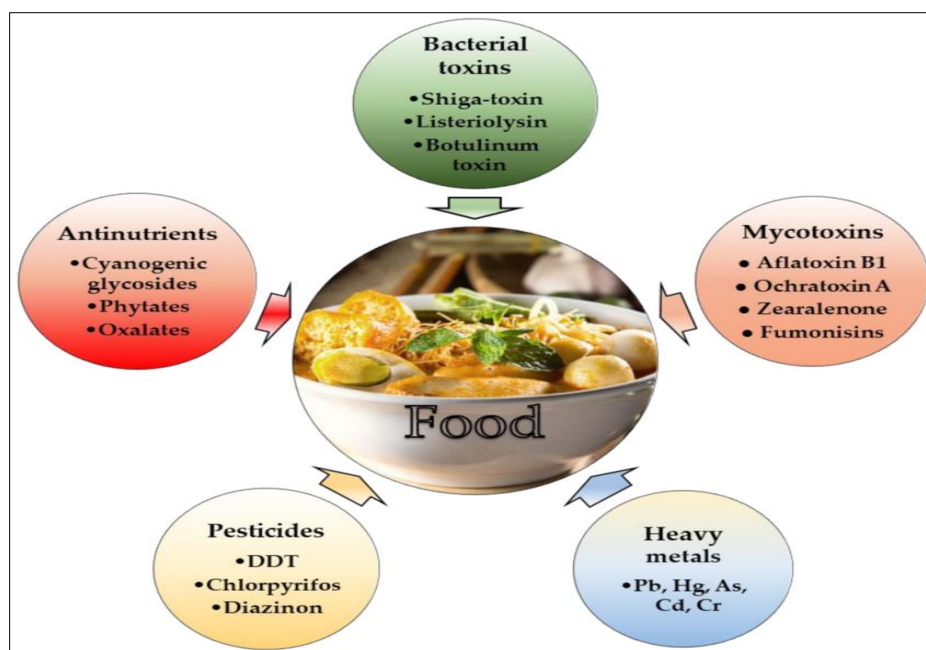 Bacterial
toxins
•Shiga-toxin
•Listeriolysin
•Botulinum
toxin
Antinutrients
•Cyanogenic
glycosides
•Phytates
•Oxalates
Mycotoxins
• Aflatoxin B1
• Ochratoxin A
• Zearalenone
• Fumonisins
Food
Pesticides
•DDT
•Chlorpyrifos
•Diazinon
Heavy
metals
•Pb, Hg, As,
Cd, Cr